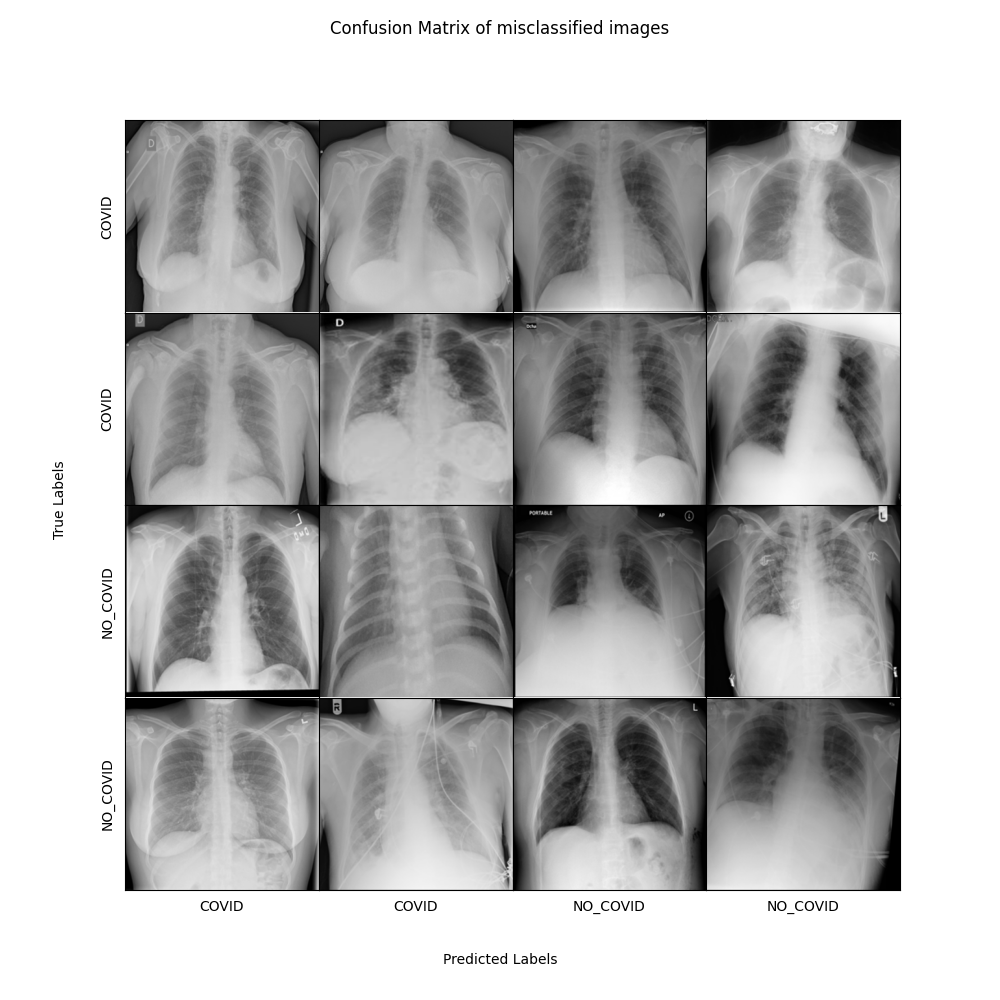 Confusion Matrix of misclassified images
D
COVID
D
COVID
True Labels
L
PORTABLE
AP
L
NO_COVID
R
L
NO_COVID
COVID
COVID
NO_COVID
NO_COVID
Predicted Labels